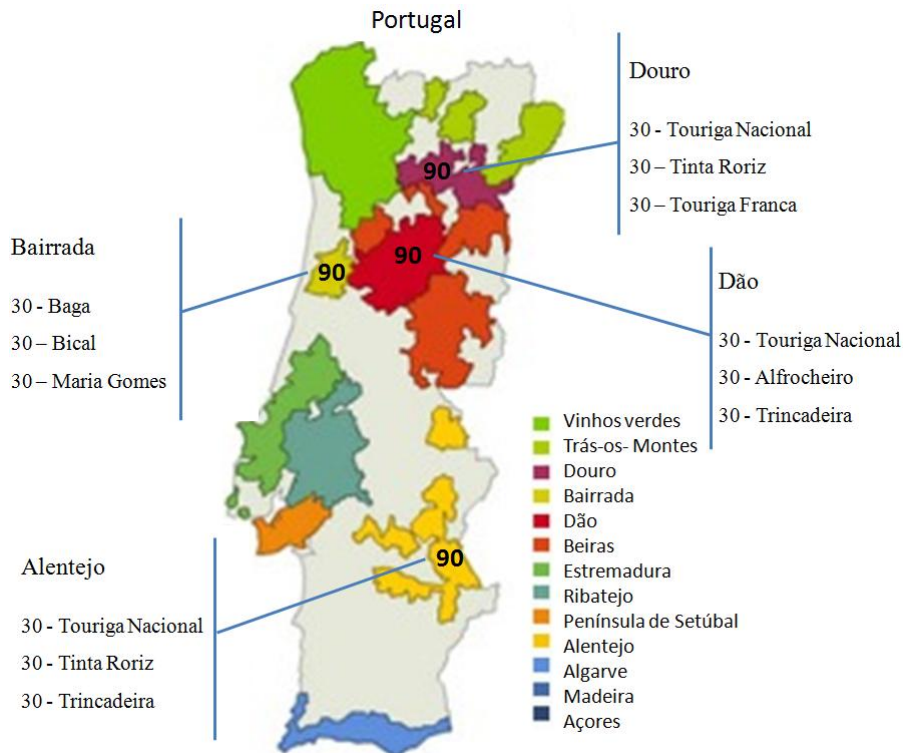 Portugal
Douro
30 - Touriga Nacional
30 – Tinta Roriz
30 – Touriga Franca
90
Bairrada
30 - Baga
30 – Bical
30 – Maria Gomes
90
90
Dão
30 - Touriga Nacional
30 - Alfrocheiro
30 - Trincadeira
Vinhos verdes
Trás-os- Montes
Douro
Bairrada
Dão
Beiras
Estremadura
Ribatejo
Península de Setúbal
Alentejo
Algarve
Madeira
Açores
90
Alentejo
30 - Touriga Nacional
30 - Tinta Roriz
30 - Trincadeira